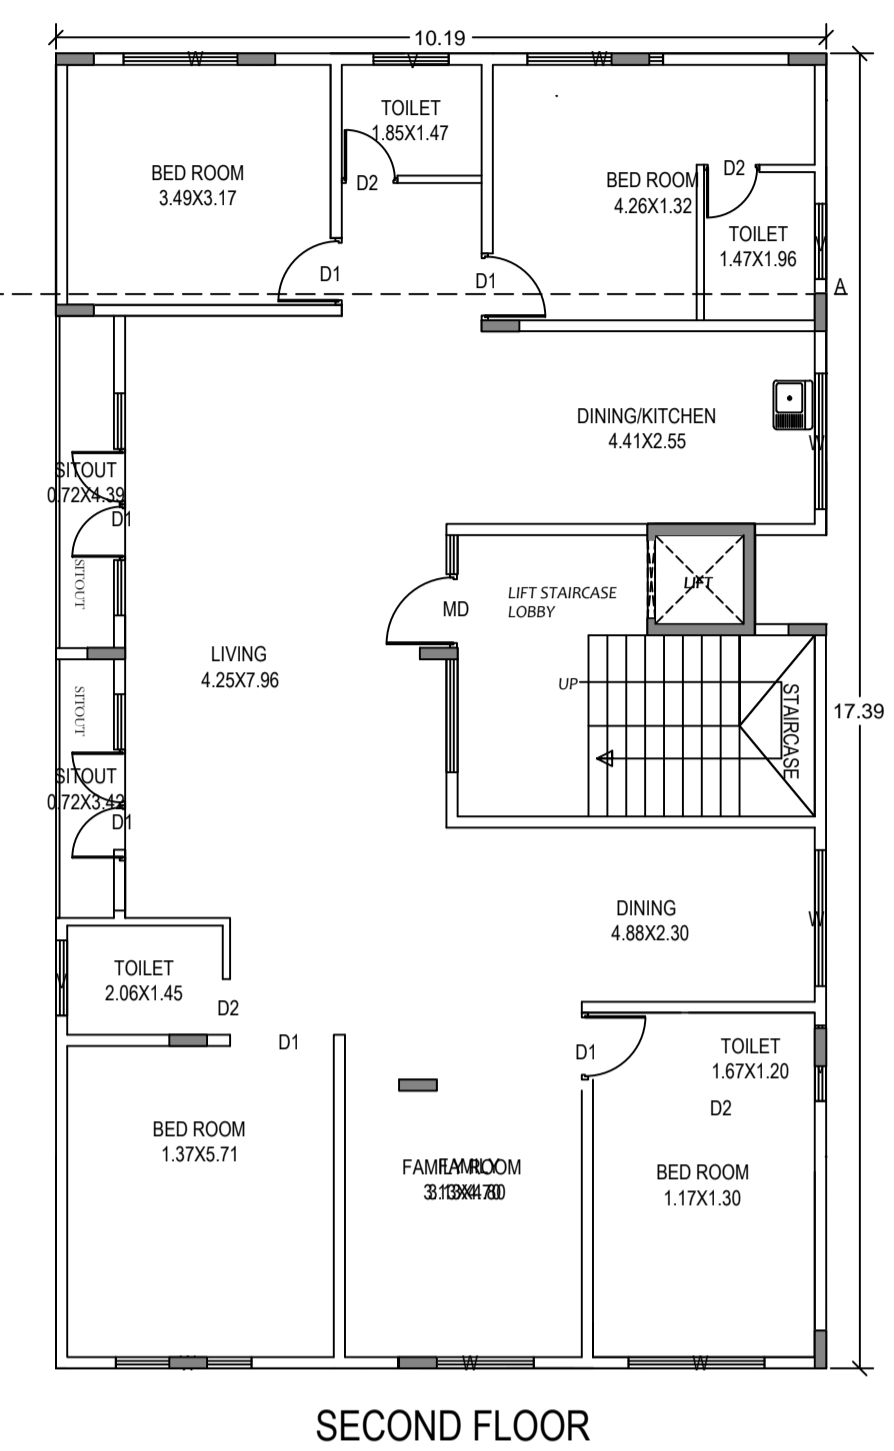 10.19
W
V
W
TOILET
1.85X1.47
BED ROOM
3.49X3.17
D2
D2
BED ROOM
4.26X1.32
TOILET
1.47X1.96
V
D1
D1
A
DINING/KITCHEN
4.41X2.55
W
SITOUT
0.72X4.39
D1
SITOUT
LIFT STAIRCASE
LOBBY
LIFT
MD
LIVING
4.25X7.96
UP
STAIRCASE
17.39
SITOUT
SITOUT
0.72X3.42
D1
DINING
4.88X2.30
W
TOILET
2.06X1.45
V
D2
D1
D1
TOILET
1.67X1.20
D2
BED ROOM
1.37X5.71
FAMILY ROOM
BED ROOM
1.17X1.30
W
W
W
SECOND FLOOR